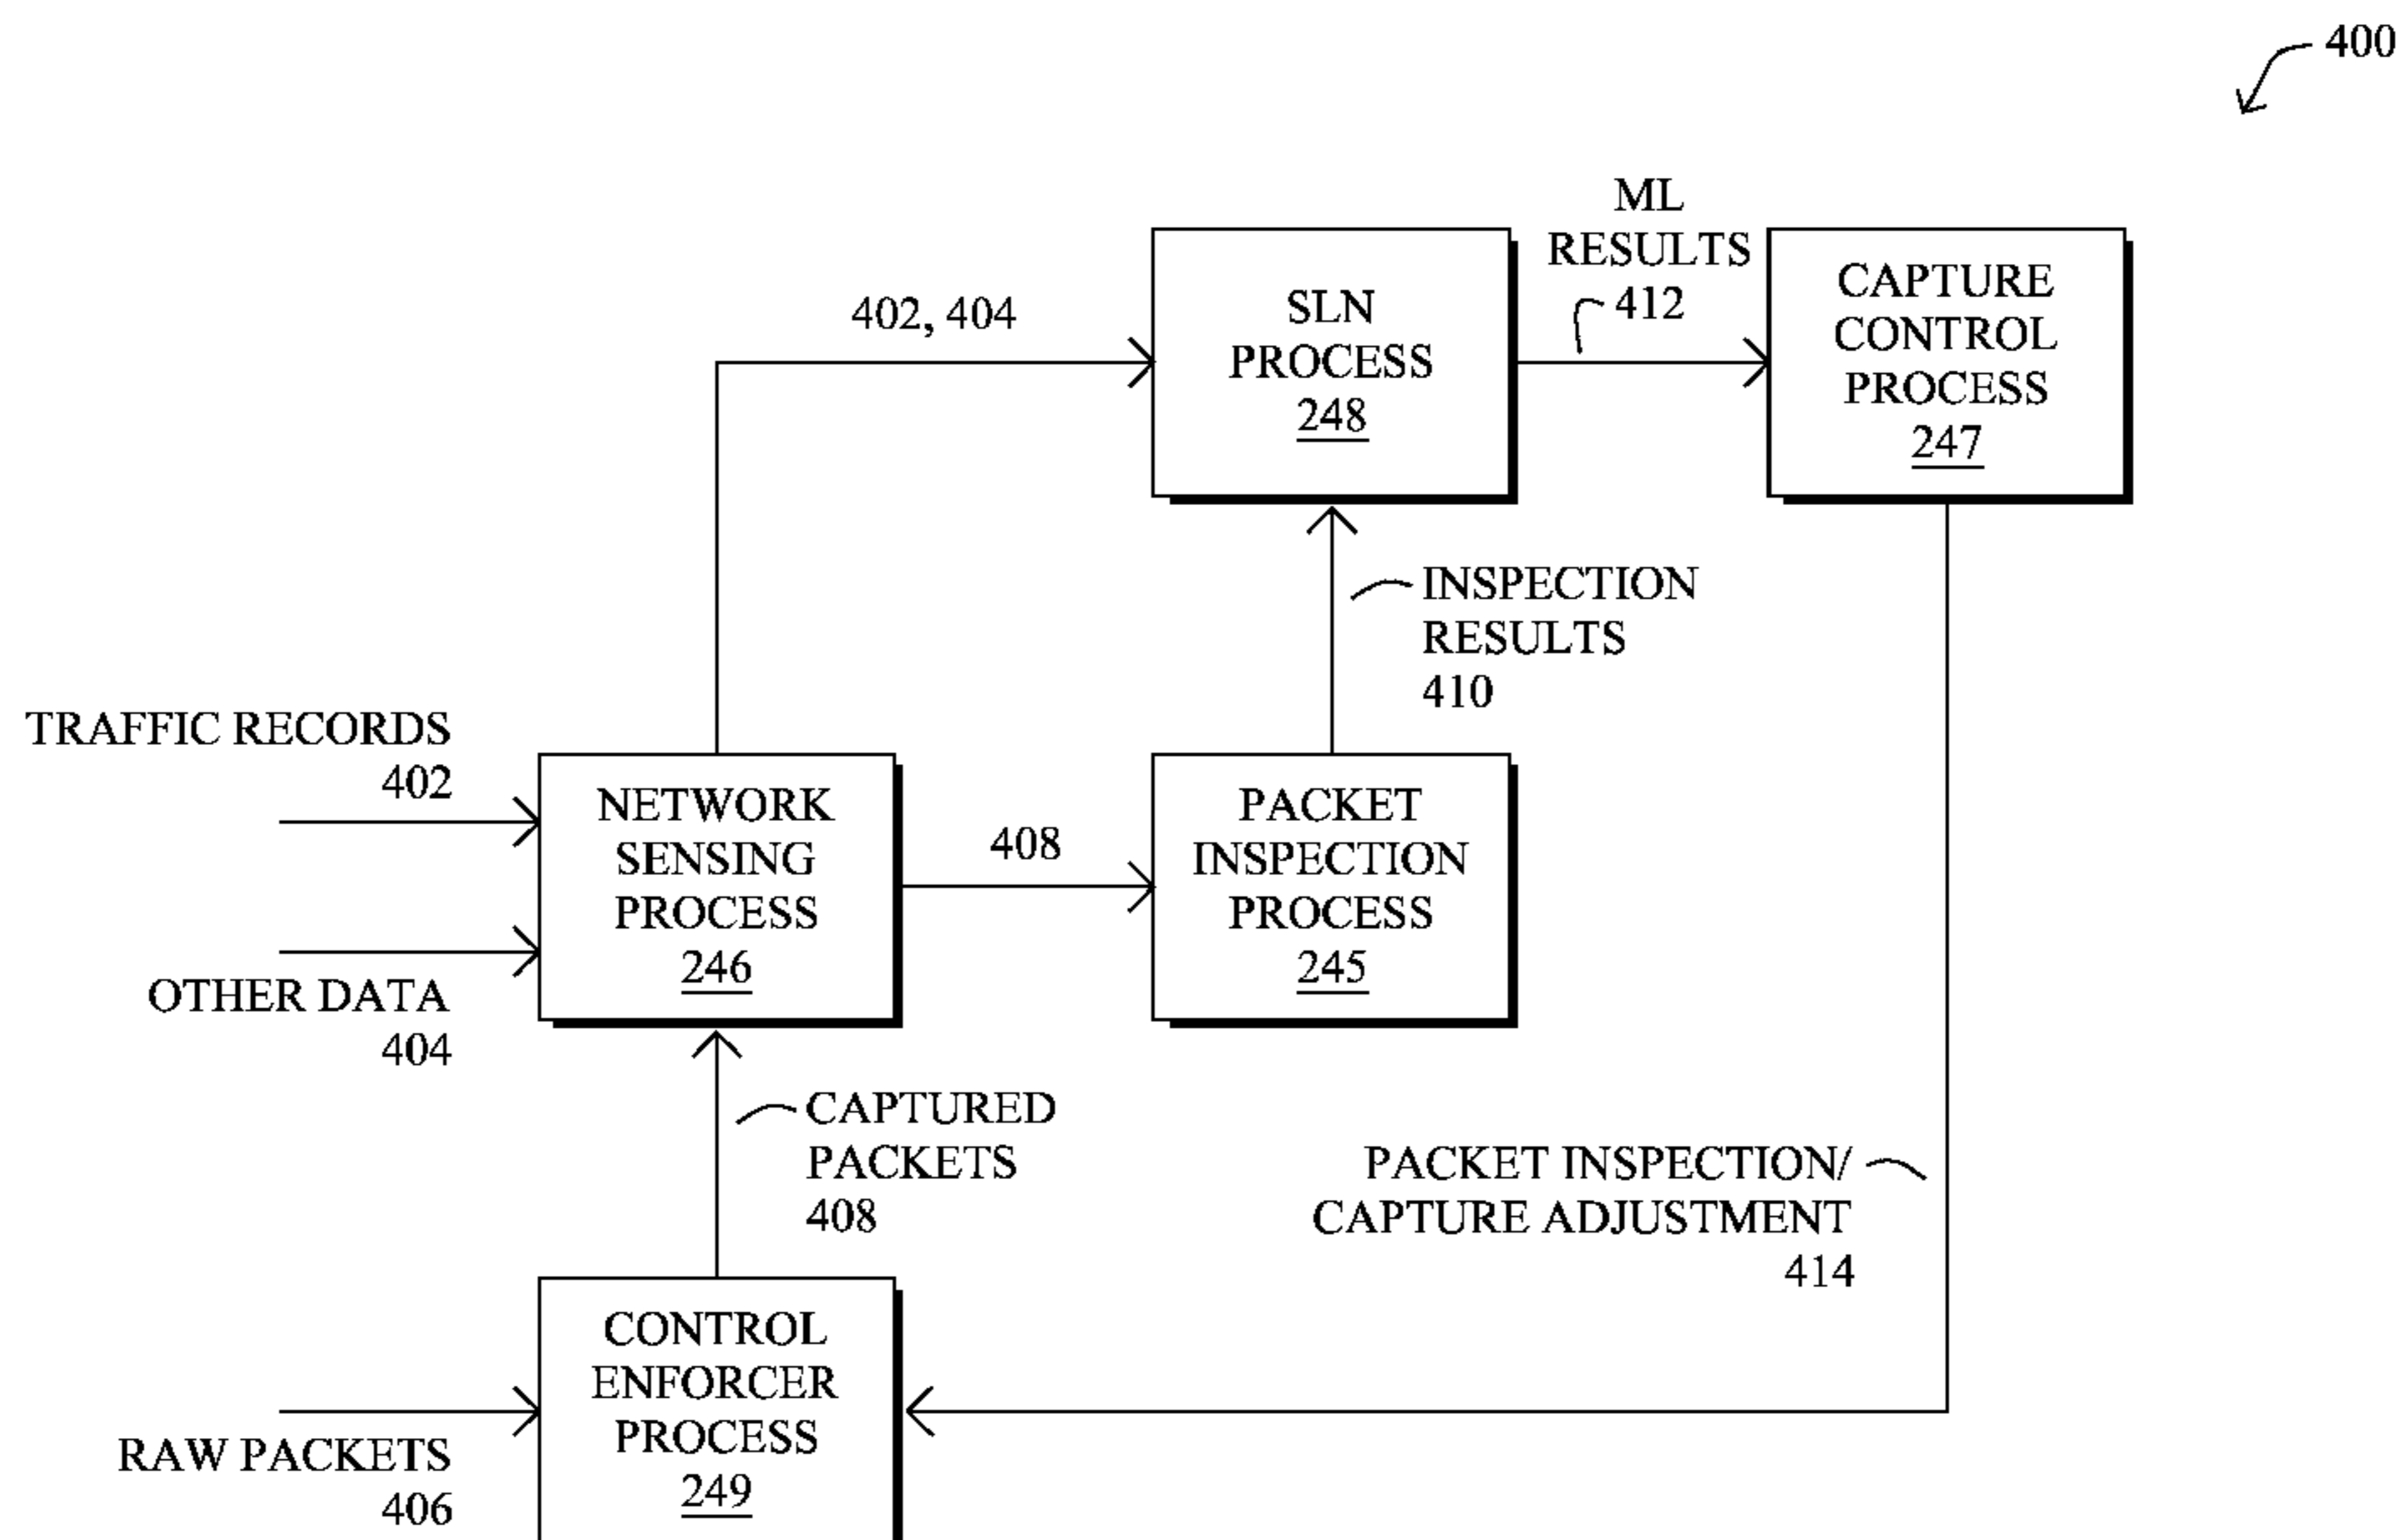 400
ML
RESULTS
412
402, 404
SLN
PROCESS
248
CAPTURE
CONTROL
PROCESS
247
INSPECTION
RESULTS
410
TRAFFIC RECORDS
402
NETWORK
SENSING
PROCESS
246
408
PACKET
INSPECTION
PROCESS
245
OTHER DATA
404
CAPTURED
PACKETS
408
PACKET INSPECTION/
CAPTURE ADJUSTMENT
414
CONTROL
ENFORCER
PROCESS
249
RAW PACKETS
406